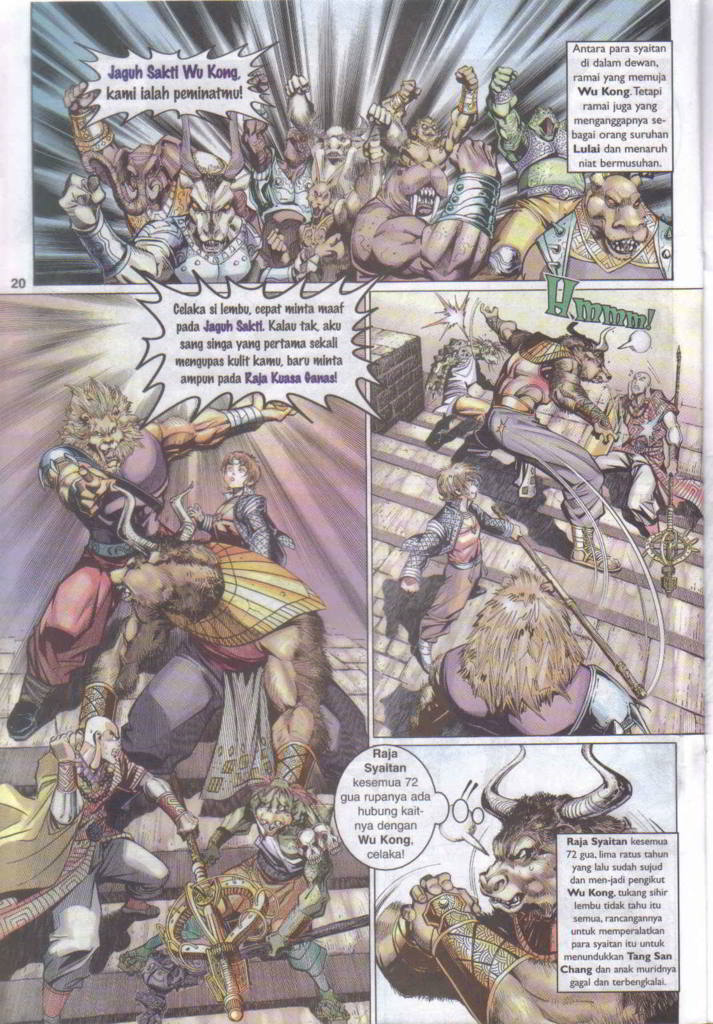 Jaguh Sakti Wu Kong,
kami ialah peminatmu!
Antara para syaitan
di dalam dewan,
ramai yang memuja
Wu Kong. Tetapi
ramai juga yang
menganggapnya se-
bagai orang suruhan
Lulai dan menaruh
niat bermusuhan.
20
Celaka si lembu, cepat minta maaf
pada Jaguh Sakti. Kalau tak, aku
sang singa yang pertama sekali
mengupas kulit kamu, baru minta
ampun pada Raja Kuasa Ganas!
Hmmm!
Raja
Syaitan
kesemua 72
gua rupanya ada
hubung kait-
nya dengan
Wu Kong,
celaka!
Raja Syaitan kesemua
72 gua, lima ratus tahun
yang lalu sudah sujud
dan men-jadi pengikut
Wu Kong, tukang sihir
lembu tidak tahu itu
semua, rancangannya
untuk memperalatkan
para syaitan itu untuk
menundukkan Tang San
Chang dan anak muridnya
gagal dan terbengkalai.